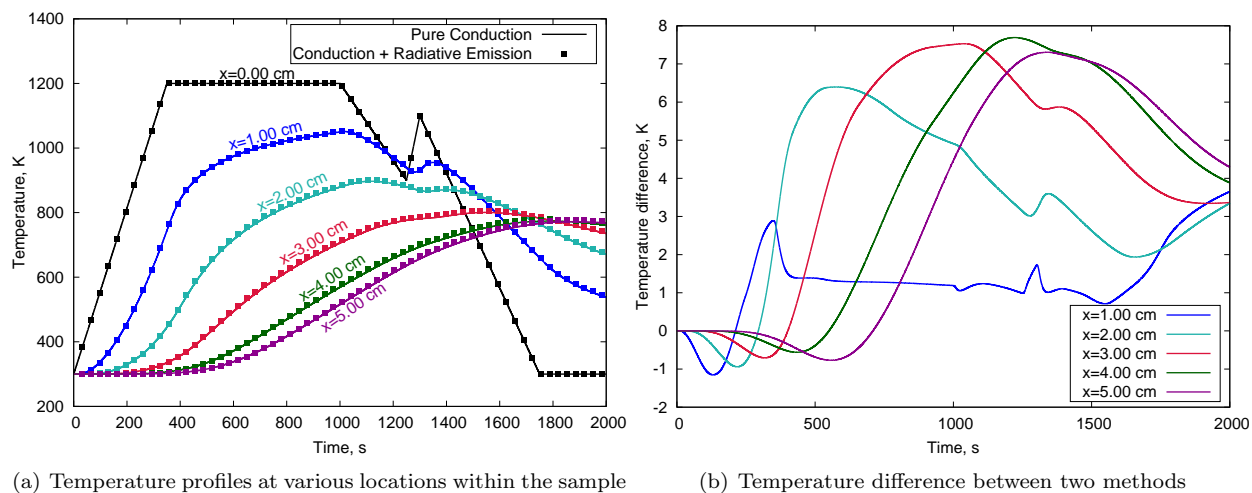 1400
1200
1000
800
600
400
200
0 200 400 600 800 1000 1200 1400 1600 1800 2000
Temperature, K
Time, s
Pure Conduction
Conduction + Radiative Emission
x=0.00 cm
x=1.00 cm
x=2.00 cm
x=3.00 cm
x=4.00 cm
x=5.00 cm
(a) Temperature profiles at various locations within the sample
8
7
6
5
4
3
2
1
0
-1
-2
0 500 1000 1500 2000
Temperature difference, K
Time, s
x=1.00 cm
x=2.00 cm
x=3.00 cm
x=4.00 cm
x=5.00 cm
(b) Temperature difference between two methods